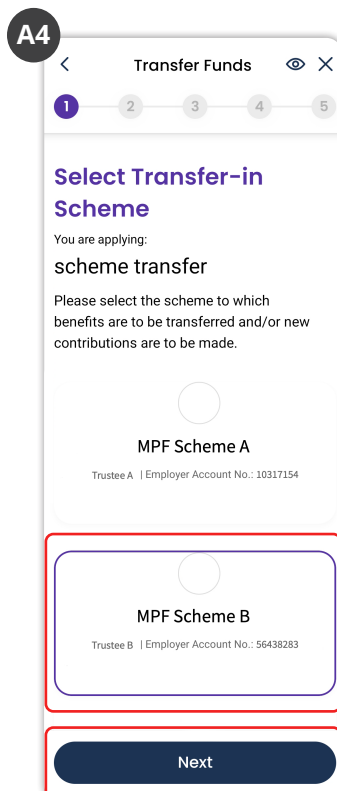 A4
Transfer Funds
1 2 3 4 5
Select Transfer-in
Scheme
You are applying:
scheme transfer
Please select the scheme to which
benefits are to be transferred and/or new
contributions are to be made.
MPF Scheme A
Trustee A | Employer Account No.: 10317154
MPF Scheme B
Trustee B | Employer Account No.: 56438283
Next